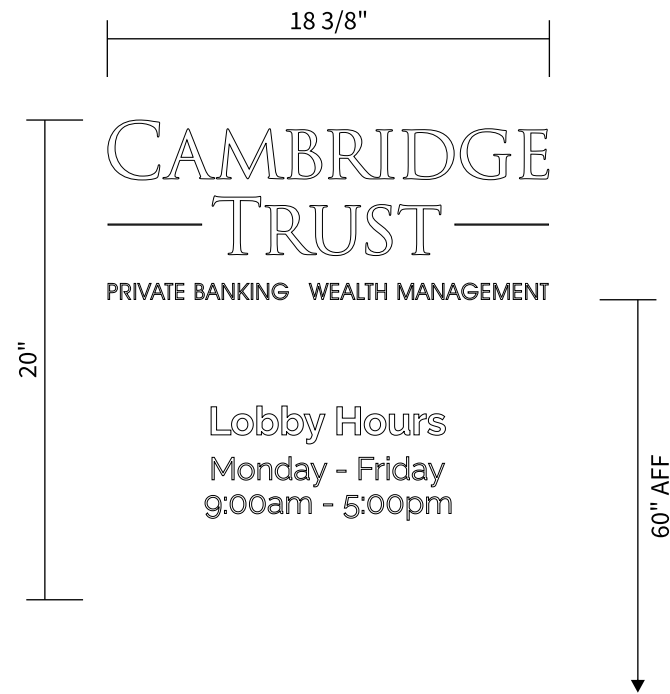 18 3/8"
CAMBRIDGE
TRUST
PRIVATE BANKING WEALTH MANAGEMENT
20"
Lobby Hours
Monday - Friday
9:00am - 5:00pm
60" AFF